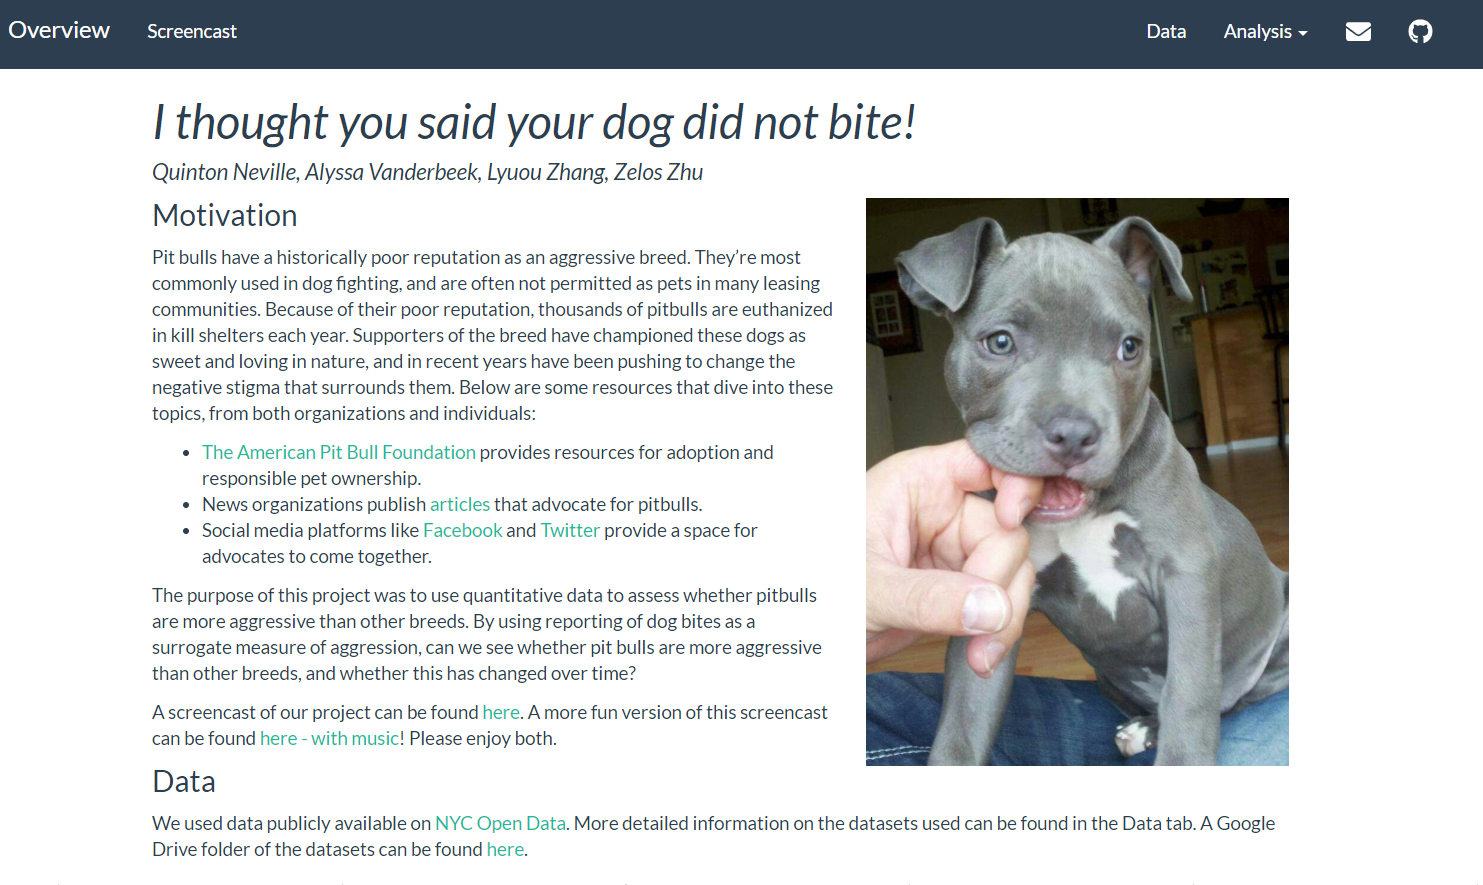 Overview Screencast Data Analysis
I thought you said your dog did not bite!
Quinton Neville, Alyssa Vanderbeek, Lyuou Zhang, Zelos Zhu
Motivation
Pit bulls have a historically poor reputation as an aggressive breed. They’re most
commonly used in dog fighting, and are often not permitted as pets in many leasing
communities. Because of their poor reputation, thousands of pitbulls are euthanized
in kill shelters each year. Supporters of the breed have championed these dogs as
sweet and loving in nature, and in recent years have been pushing to change the
negative stigma that surrounds them. Below are some resources that dive into these
topics, from both organizations and individuals:
• The American Pit Bull Foundation provides resources for adoption and
responsible pet ownership.
• News organizations publish articles that advocate for pitbulls.
• Social media platforms like Facebook and Twitter provide a space for
advocates to come together.
The purpose of this project was to use quantitative data to assess whether pitbulls
are more aggressive than other breeds. By using reporting of dog bites as a
surrogate measure of aggression, can we see whether pit bulls are more aggressive
than other breeds, and whether this has changed over time?
A screencast of our project can be found here. A more fun version of this screencast
can be found here - with music! Please enjoy both.
Data
We used data publicly available on NYC Open Data. More detailed information on the datasets used can be found in the Data tab. A Google
Drive folder of the datasets can be found here.